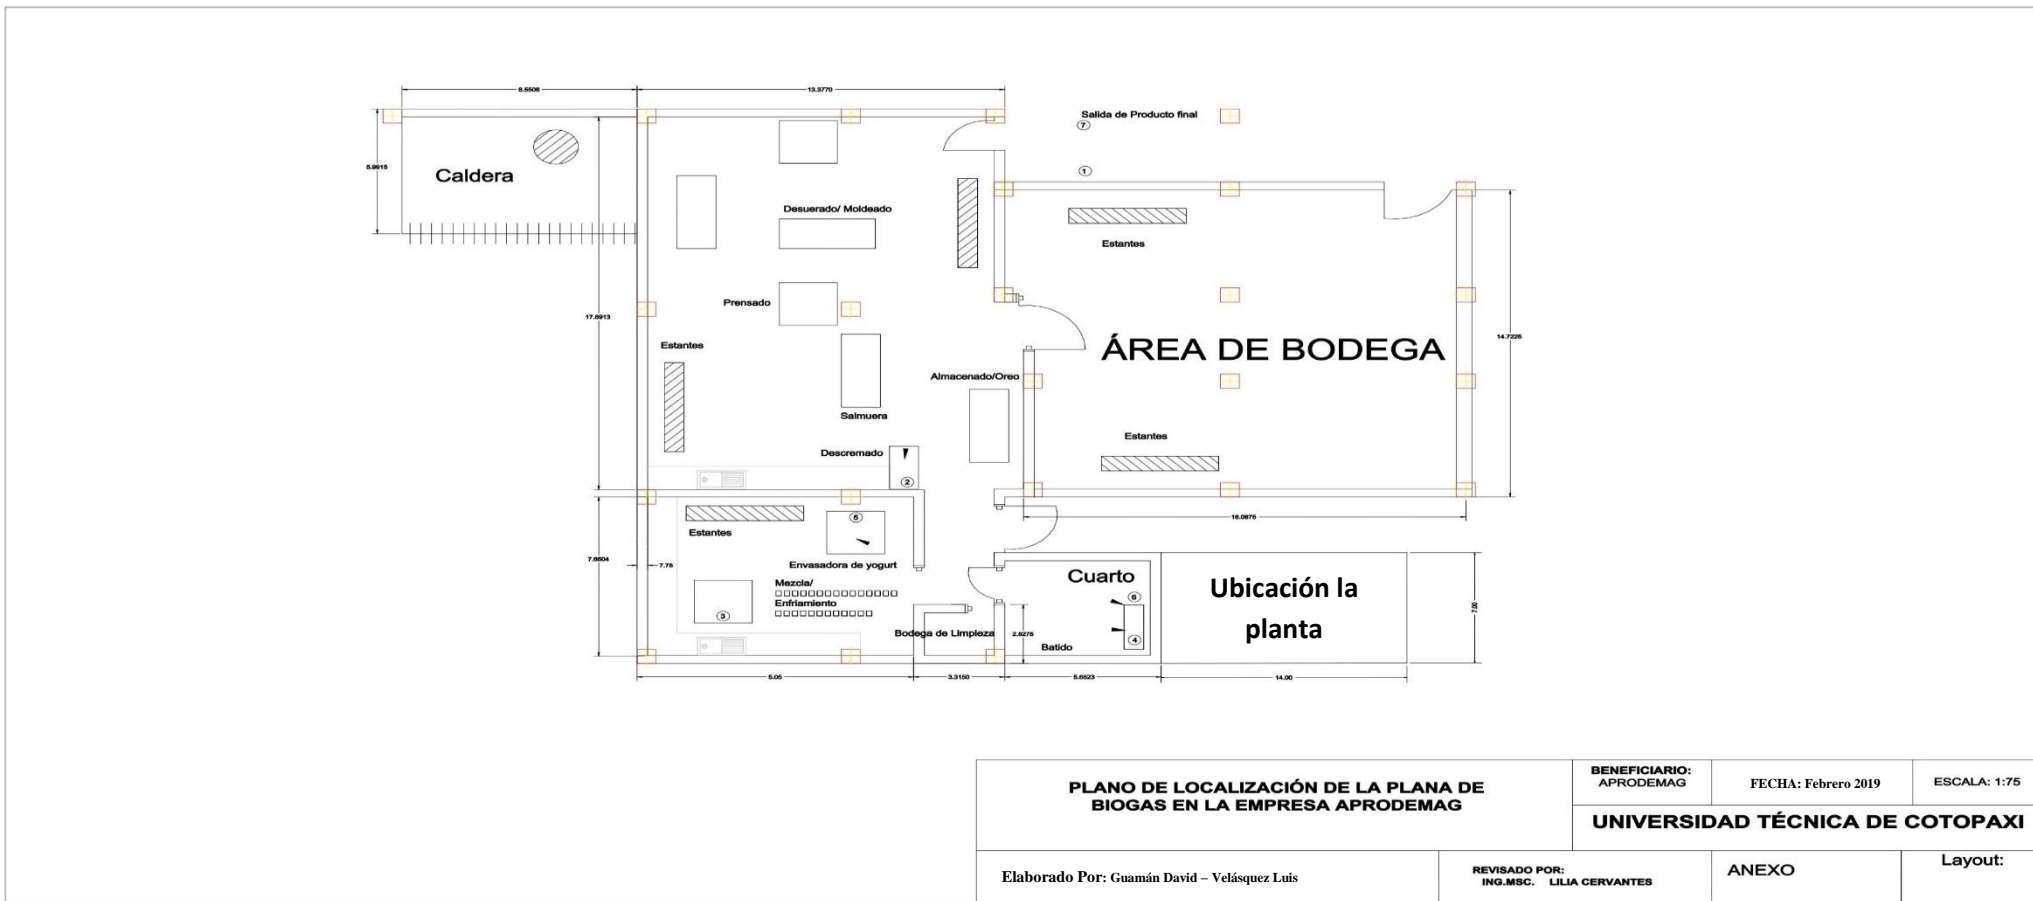 8.5506
13.3770
Salida de Producto final
7
5.9915
1
Caldera
Desuerado/ Moldeado
Estantes
Prensado
17.8913
14.7226
ÁREA DE BODEGA
Estantes
Almacenado/Oreo
Salmuera
Estantes
Descremado
2
5
16.0875
Estantes
7.6604
7.78
Envasadora de yogurt
Cuarto
Mezcla/
Enfriamiento
3
6
4
Ubicación la
planta
7.00
Bodega de Limpieza
2.8276
Batido
5.05
3.3150
5.6823
14.00
PLANO DE LOCALIZACIÓN DE LA PLANA DE
BIOGAS EN LA EMPRESA APRODEMAG
BENEFICIARIO:
APRODEMAG
FECHA: Febrero 2019
ESCALA: 1:75
UNIVERSIDAD TÉCNICA DE COTOPAXI
Elaborado Por: Guamán David – Velásquez Luis
REVISADO POR:
ING.MSC. LILIA CERVANTES
ANEXO
Layout: